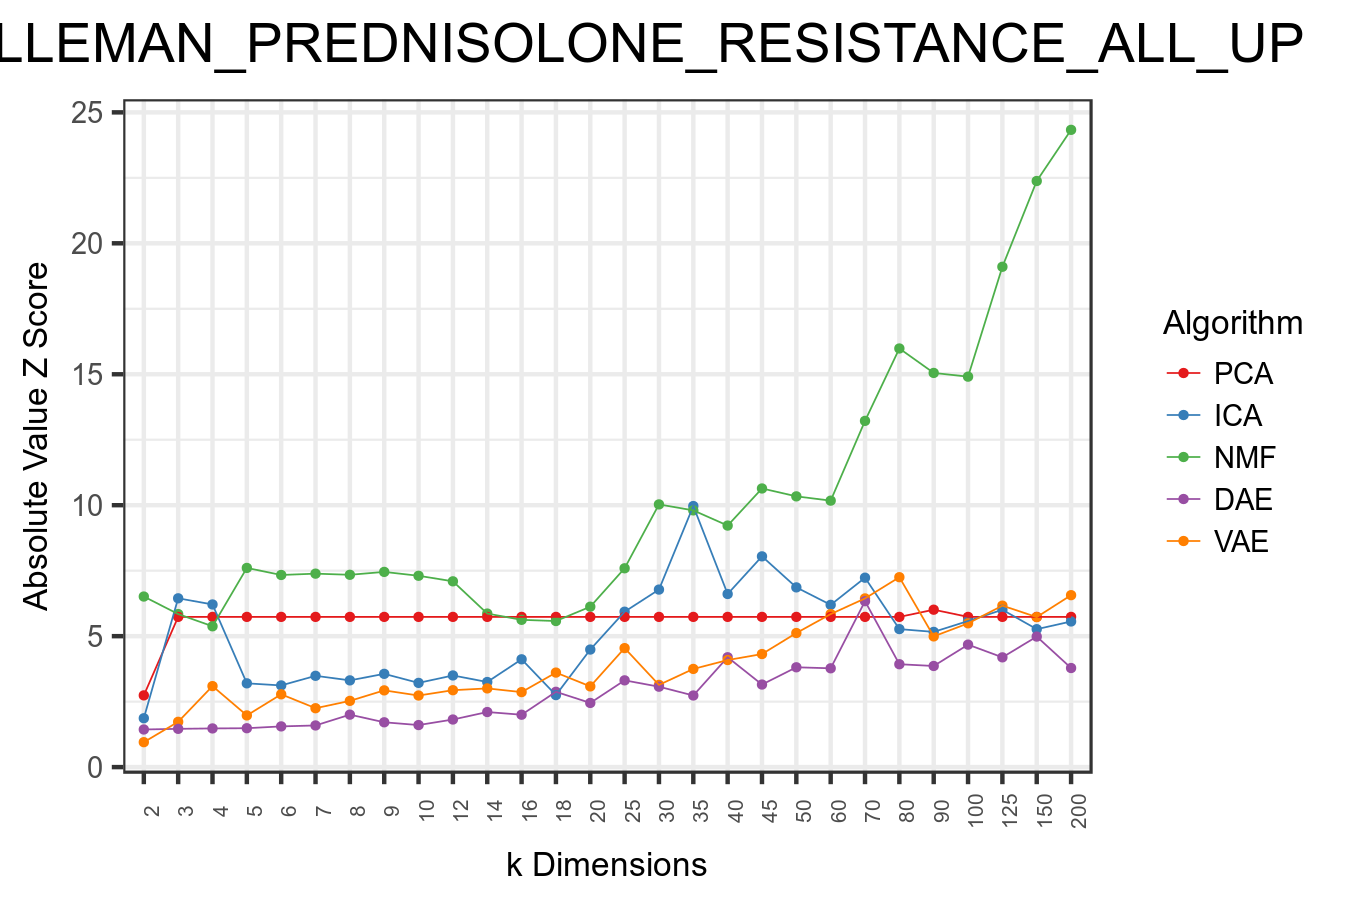 LLEMAN_PREDNISOLONE_RESISTANCE_ALL_UP
25
20
15
10
5
0
Absolute Value Z Score
2 3 4 5 6 7 8 9 10 12 14 16 18 20 25 30 35 40 45 50 60 70 80 90 100 125 150 200
k Dimensions
Algorithm
PCA
ICA
NMF
DAE
VAE